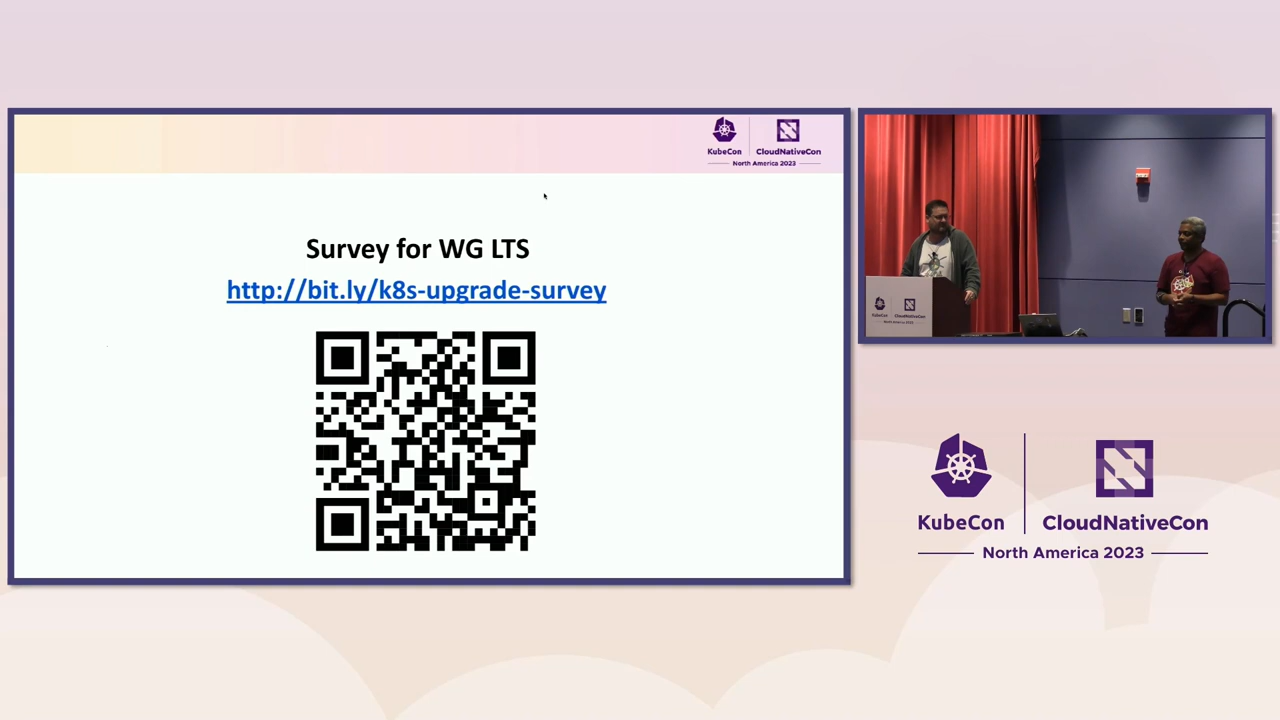 KubeCon
CloudNativeCon
North America 2023
Survey for WG LTS
http://bit.ly/k8s-upgrade-survey
KubeCon
CloudNativeCon
North America 2023